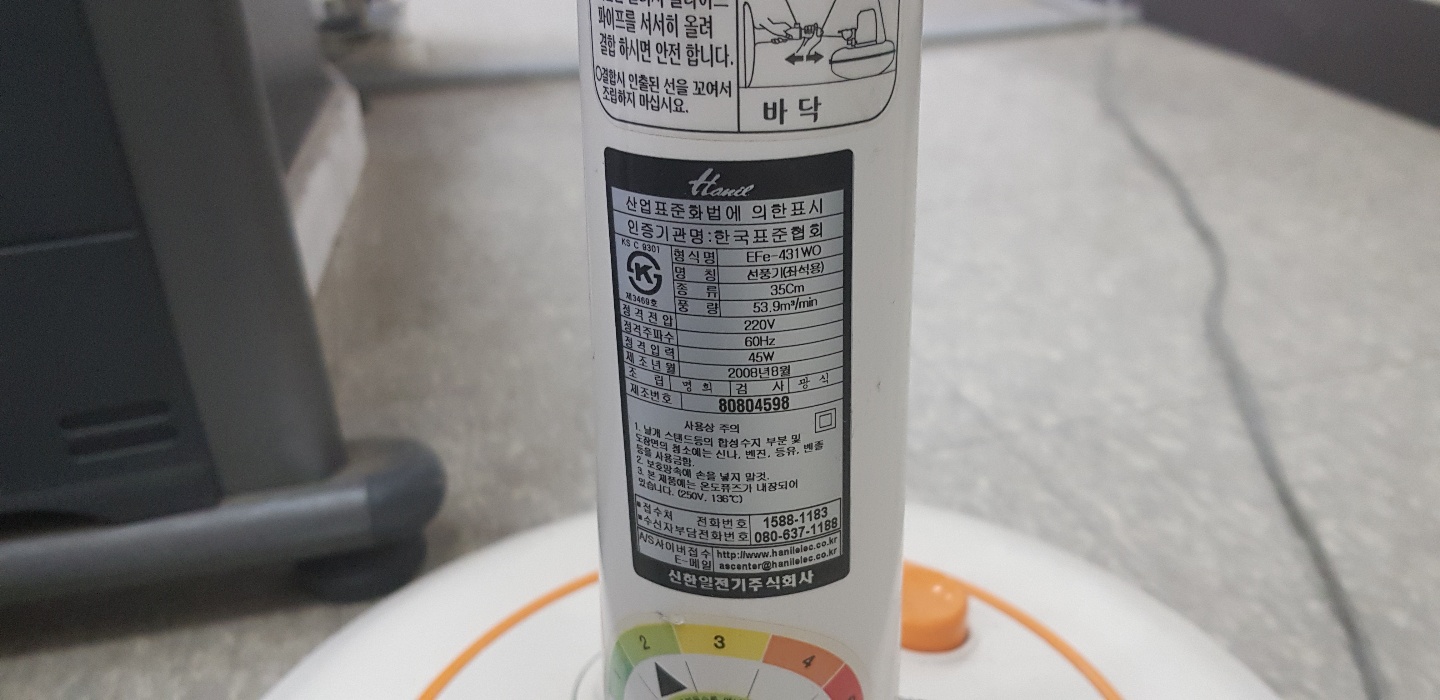 파이프를 서서히 올려
결합 하시면 안전 합니다.
○결합시 인출된 선을 꼬여서
조립하지 마십시요.
바 닥
Hanil
산업표준화법에 의한표시
인증기관명:한국표준협회
KS C 9301
제3469호
형식명 EFe-431WO
명 칭 선풍기(좌석용)
종 류 35Cm
풍 량 53.9m³/min
정격전압 220V
정격주파수 60Hz
정격입력 45W
제조년월 2008년8월
조 립 명 희 검 사 광 식
제조번호 80804598
사용상 주의
1. 날개 스탠드등의 합성수지 부분 및
도장면의 청소에는 신나, 벤진, 등유, 벤졸
등을 사용금함.
2. 보호망속에 손을 넣지 말것.
3. 본 제품에는 온도퓨즈가 내장되어
있습니다. (250V, 136℃)
■접수처 전화번호 1588-1183
■수신자부담전화번호 080-637-1188
A/S사이버접수 http://www.hanilelec.co.kr
E-메일 ascenter@hanilelec.co.kr
신한일전기주식회사
2 3 4